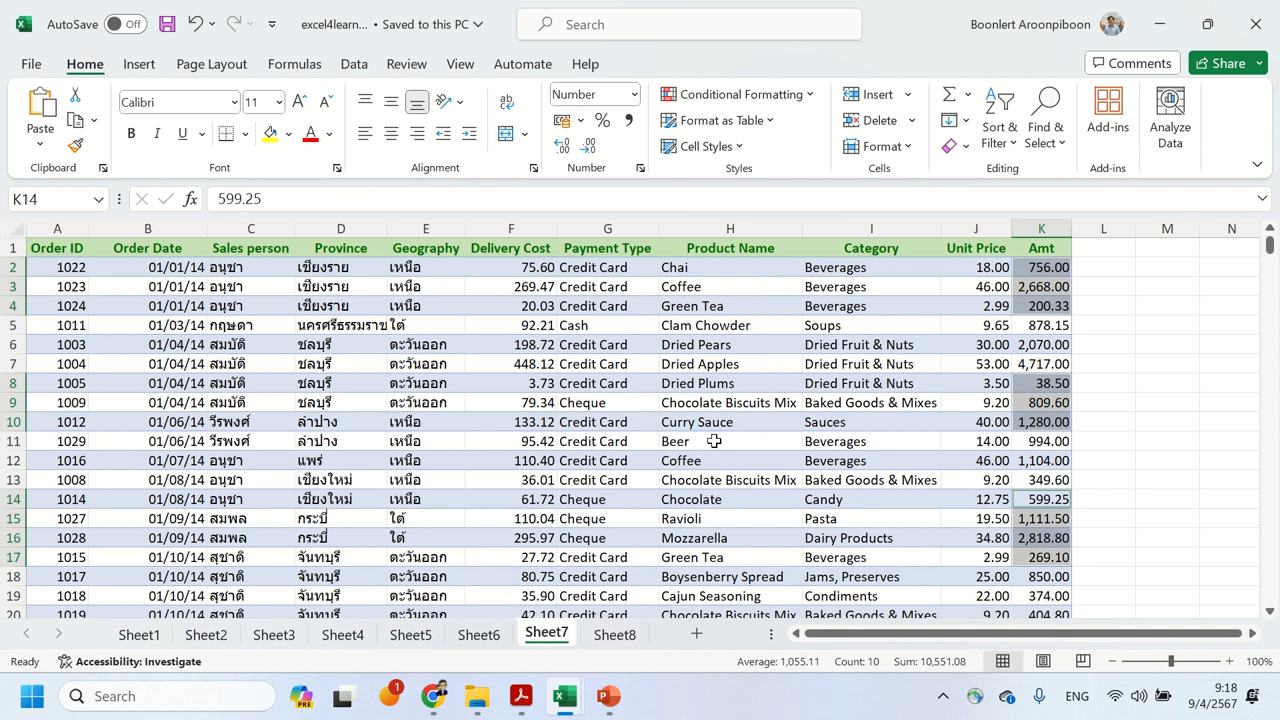 AutoSave Off excel4learn... • Saved to this PC Search Boonlert Aroonpiboon
File Home Insert Page Layout Formulas Data Review View Automate Help Comments Share
Paste Calibri 11 Number Conditional Formatting Insert Sort & Filter Find & Select Add-ins Analyze Data
B I U Format as Table Delete
Cell Styles Format
Clipboard Font Alignment Number Styles Cells Editing Add-ins
K14 fx 599.25
A B C D E F G H I J K L M N
1 Order ID Order Date Sales person Province Geography Delivery Cost Payment Type Product Name Category Unit Price Amt
2 1022 01/01/14 อนุชา เชียงราย เหนือ 75.60 Credit Card Chai Beverages 18.00 756.00
3 1023 01/01/14 อนุชา เชียงราย เหนือ 269.47 Credit Card Coffee Beverages 46.00 2,668.00
4 1024 01/01/14 อนุชา เชียงราย เหนือ 20.03 Credit Card Green Tea Beverages 2.99 200.33
5 1011 01/03/14 กฤษดา นครศรีธรรมราช ใต้ 92.21 Cash Clam Chowder Soups 9.65 878.15
6 1003 01/04/14 สมบัติ ชลบุรี ตะวันออก 198.72 Credit Card Dried Pears Dried Fruit & Nuts 30.00 2,070.00
7 1004 01/04/14 สมบัติ ชลบุรี ตะวันออก 448.12 Credit Card Dried Apples Dried Fruit & Nuts 53.00 4,717.00
8 1005 01/04/14 สมบัติ ชลบุรี ตะวันออก 3.73 Credit Card Dried Plums Dried Fruit & Nuts 3.50 38.50
9 1009 01/04/14 สมบัติ ชลบุรี ตะวันออก 79.34 Cheque Chocolate Biscuits Mix Baked Goods & Mixes 9.20 809.60
10 1012 01/06/14 วีรพงศ์ ลำปาง เหนือ 133.12 Credit Card Curry Sauce Sauces 40.00 1,280.00
11 1029 01/06/14 วีรพงศ์ ลำปาง เหนือ 95.42 Credit Card Beer Beverages 14.00 994.00
12 1016 01/07/14 อนุชา แพร่ เหนือ 110.40 Credit Card Coffee Beverages 46.00 1,104.00
13 1008 01/08/14 อนุชา เชียงใหม่ เหนือ 36.01 Credit Card Chocolate Biscuits Mix Baked Goods & Mixes 9.20 349.60
14 1014 01/08/14 อนุชา เชียงใหม่ เหนือ 61.72 Cheque Chocolate Candy 12.75 599.25
15 1027 01/09/14 สมพล กระบี่ ใต้ 110.04 Cheque Ravioli Pasta 19.50 1,111.50
16 1028 01/09/14 สมพล กระบี่ ใต้ 295.97 Cheque Mozzarella Dairy Products 34.80 2,818.80
17 1015 01/10/14 สุชาติ จันทบุรี ตะวันออก 27.72 Credit Card Green Tea Beverages 2.99 269.10
18 1017 01/10/14 สุชาติ จันทบุรี ตะวันออก 80.75 Credit Card Boysenberry Spread Jams, Preserves 25.00 850.00
19 1018 01/10/14 สุชาติ จันทบุรี ตะวันออก 35.90 Credit Card Cajun Seasoning Condiments 22.00 374.00
20 1019 01/10/14 สุชาติ จันทบุรี ตะวันออก 42.10 Credit Card Chocolate Biscuits Mix Baked Goods & Mixes 9.20 404.80
Sheet1 Sheet2 Sheet3 Sheet4 Sheet5 Sheet6 Sheet7 Sheet8
Ready Accessibility: Investigate Average: 1,055.11 Count: 10 Sum: 10,551.08 100%
Search PRE 1 ENG 9:18
9/4/2567